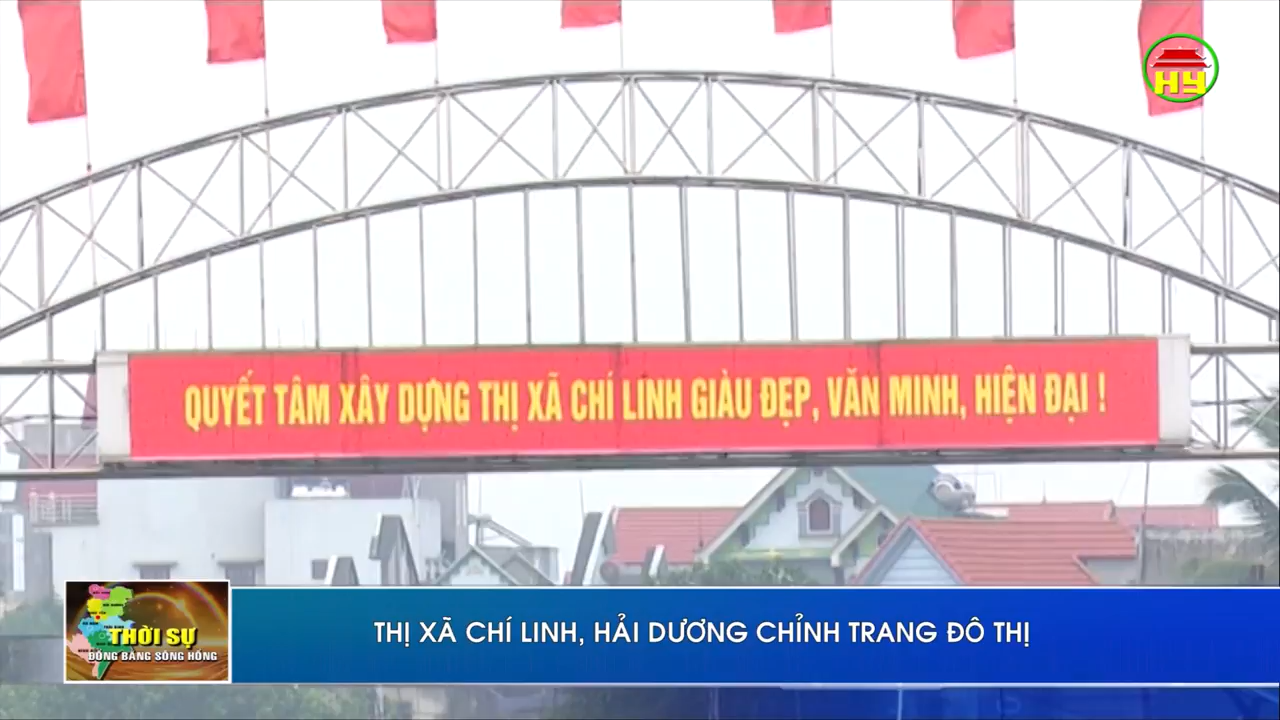 HY
QUYẾT TÂM XÂY DỰNG THỊ XÃ CHÍ LINH GIÀU ĐẸP, VĂN MINH, HIỆN ĐẠI !
THỜI SỰ
ĐỒNG BẰNG SÔNG HỒNG
THỊ XÃ CHÍ LINH, HẢI DƯƠNG CHỈNH TRANG ĐÔ THỊ